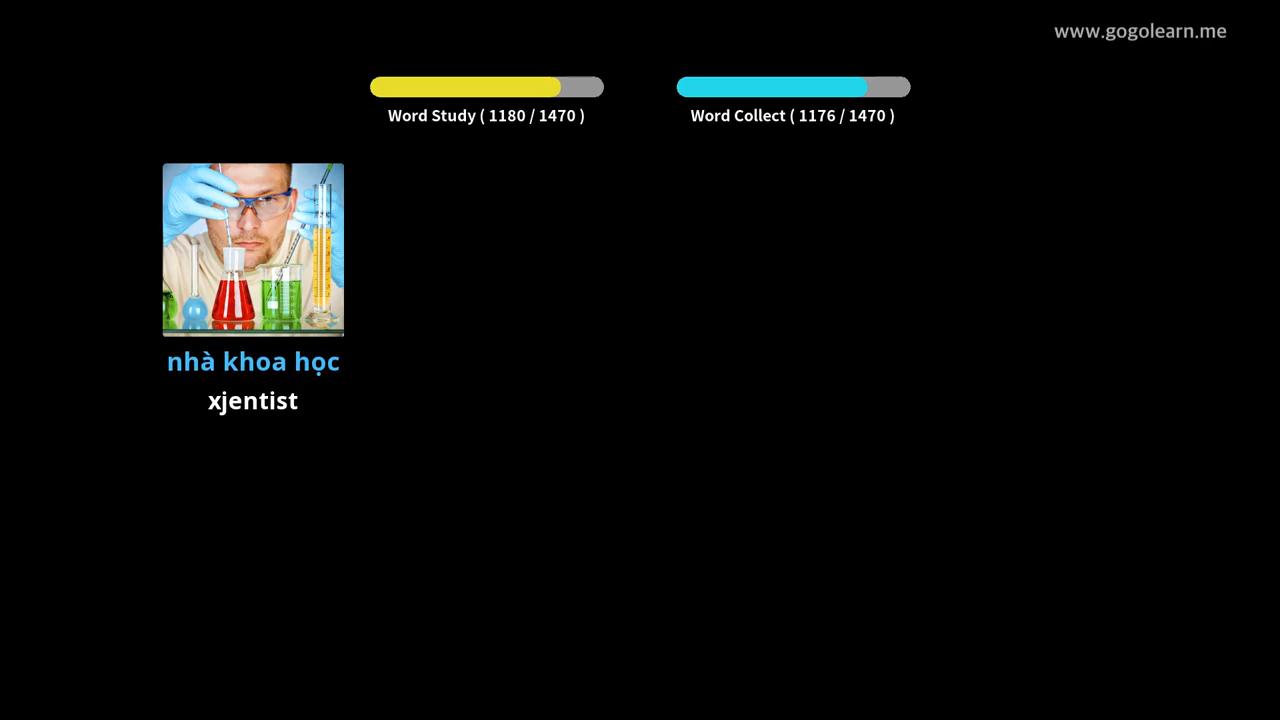 www.gogolearn.me
Word Study ( 1180 / 1470 )
Word Collect ( 1176 / 1470 )
nhà khoa học
xjentist